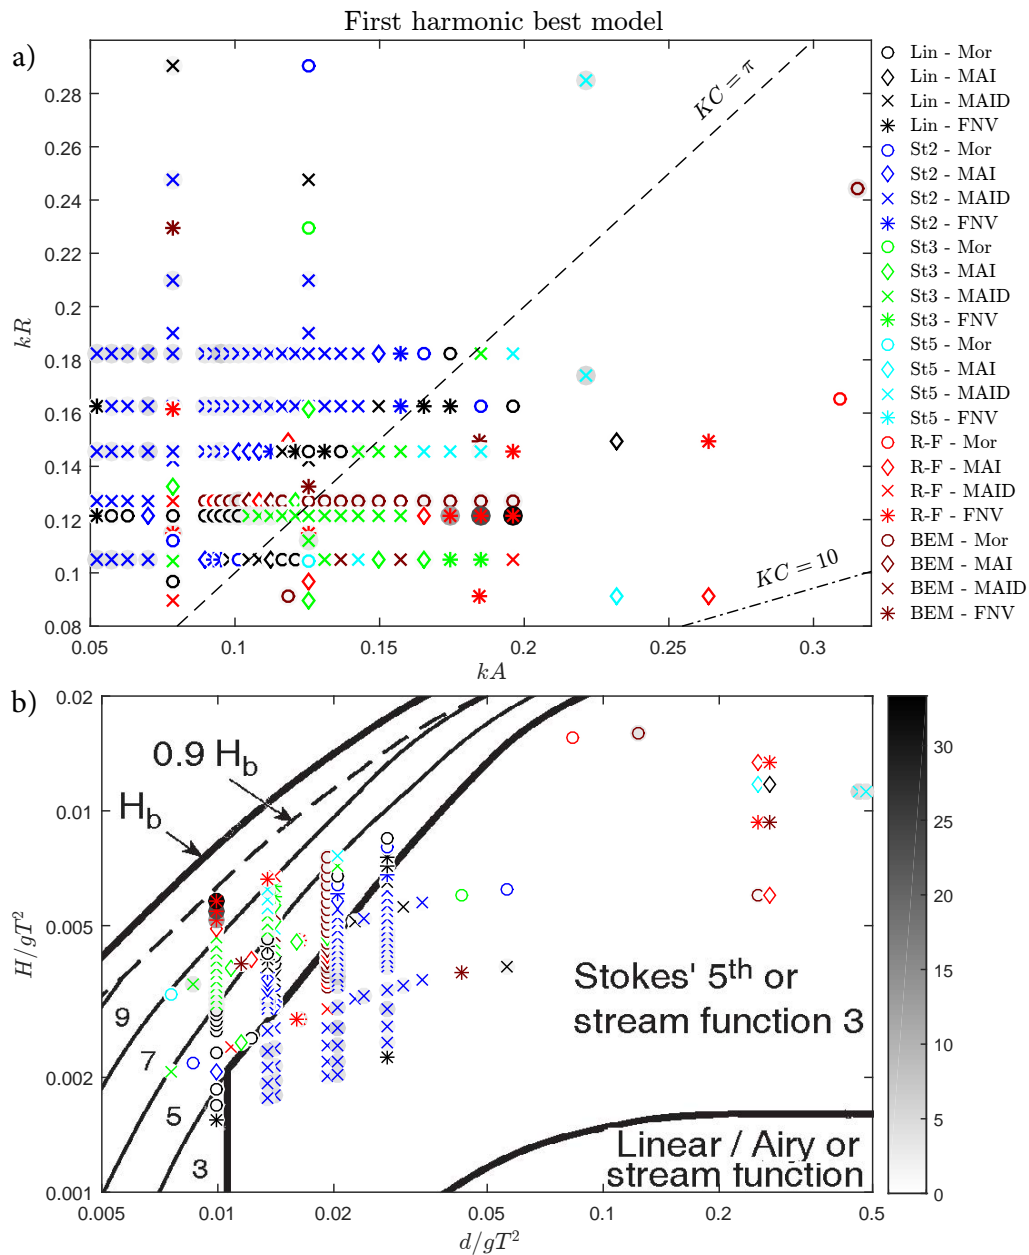 First harmonic best model
a)
0.28
0.26
0.24
0.22
0.2
0.18
0.16
0.14
0.12
0.1
0.08
kR
0.05
0.1
0.15
0.2
0.25
0.3
kA
KC = π
KC = 10
Lin - Mor
Lin - MAI
Lin - MAID
Lin - FNV
St2 - Mor
St2 - MAI
St2 - MAID
St2 - FNV
St3 - Mor
St3 - MAI
St3 - MAID
St3 - FNV
St5 - Mor
St5 - MAI
St5 - MAID
St5 - FNV
R-F - Mor
R-F - MAI
R-F - MAID
R-F - FNV
BEM - Mor
BEM - MAI
BEM - MAID
BEM - FNV
b)
0.02
0.01
0.005
0.002
0.001
H/gT²
0.9 H_b
H_b
9
7
5
3
Stokes' 5th or
stream function 3
Linear / Airy or
stream function
0.005
0.01
0.02
0.05
0.1
0.2
0.5
d/gT²
30
25
20
15
10
5
0